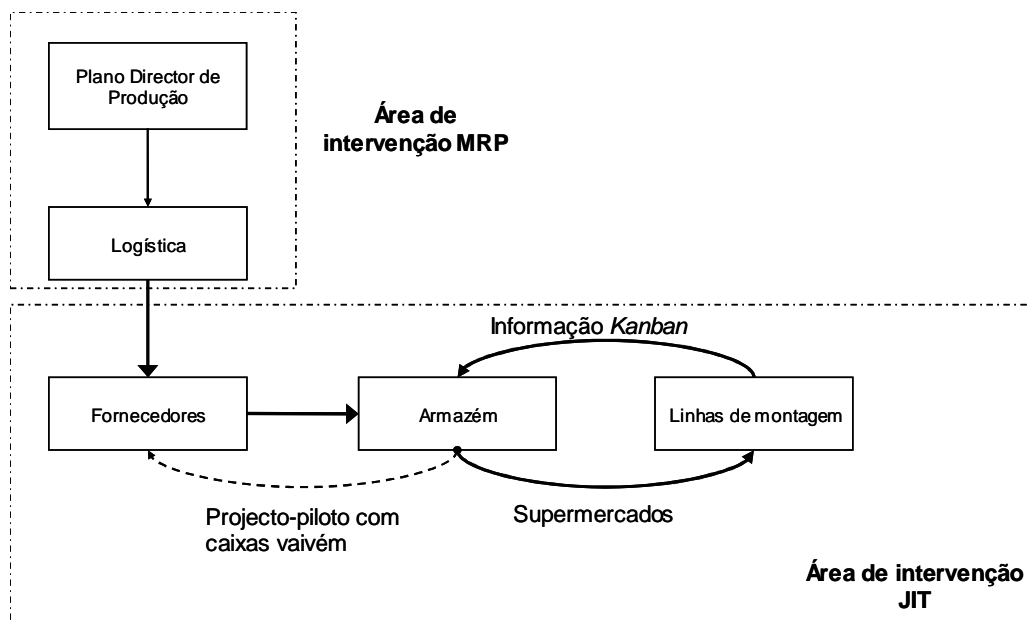 Plano Director de
Produção
Área de
intervenção MRP
Logística
Informação Kanban
Fornecedores
Armazém
Linhas de montagem
Projecto-piloto com
caixas vaivém
Supermercados
Área de intervenção
JIT